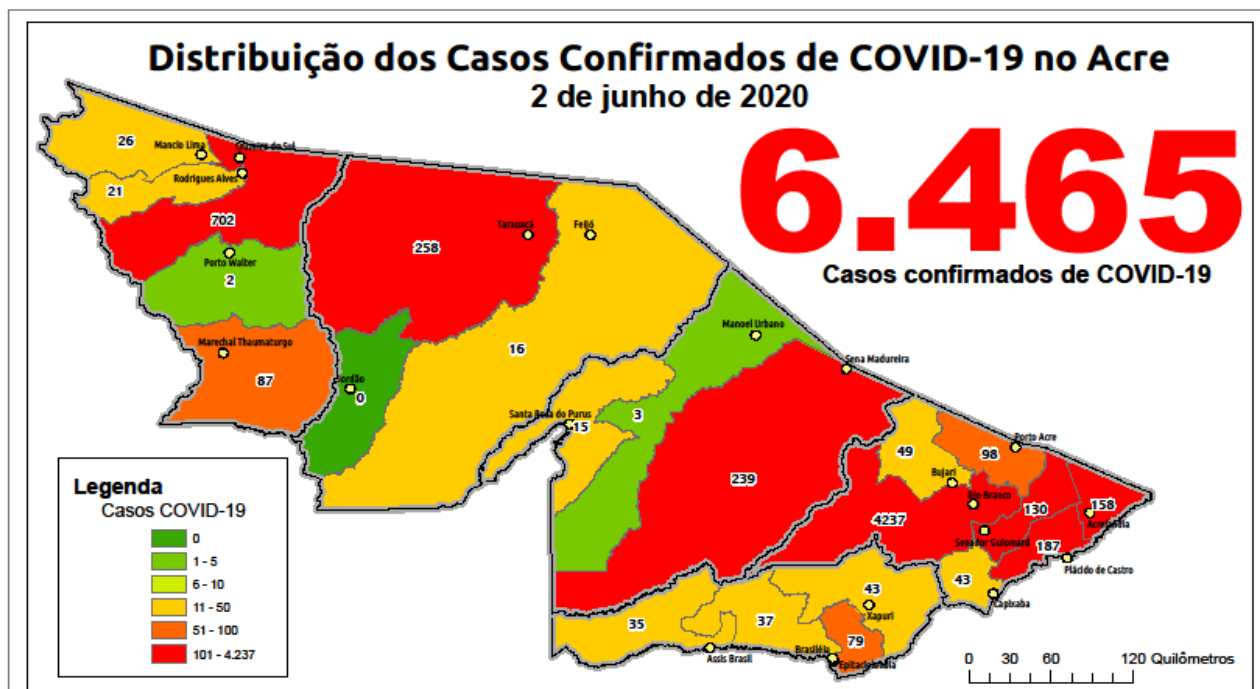 Distribuição dos Casos Confirmados de COVID-19 no Acre
2 de junho de 2020
6.465
Casos confirmados de COVID-19
26
Mancio Lima
Cruzeiro do Sul
Rodrigues Alves
21
702
Porto Walter
2
Marechal Thaumaturgo
87
Tarauacá
258
Feijó
16
0
Manoel Urbano
Santa Rosa do Purus
15
3
Sena Madureira
239
49
Bujari
98
Porto Acre
Rio Branco
4237
130
158
Acrelândia
Senador Guiomard
187
Plácido de Castro
43
Capixaba
43
Xapuri
35
37
79
Assis Brasil
Brasiléia
Epitaciolândia
Legenda
Casos COVID-19
0
1 - 5
6 - 10
11 - 50
51 - 100
101 - 4.237
0 30 60 120 Quilômetros